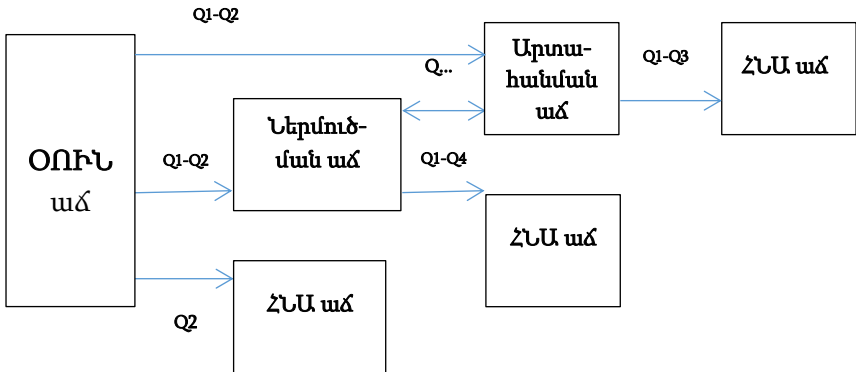 Q1-Q2
Արտա-
հանման
աճ
Q1-Q3
ՀՆԱ աճ
Q...
Ներմուծ-
ման աճ
ՕՈՒՆ
աճ
Q1-Q2
Q1-Q4
ՀՆԱ աճ
ՀՆԱ աճ
Q2